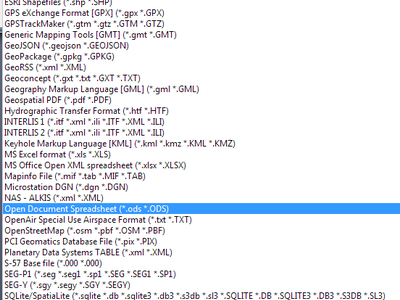 ESRI Shapefiles (*.shp *.SHP)
GPS eXchange Format [GPX] (*.gpx *.GPX)
GPSTrackMaker (*.gtm *.gtz *.GTM *.GTZ)
Generic Mapping Tools [GMT] (*.gmt *.GMT)
GeoJSON (*.geojson *.GEOJSON)
GeoPackage (*.gpkg *.GPKG)
GeoRSS (*.xml *.XML)
Geoconcept (*.gxt *.txt *.GXT *.TXT)
Geography Markup Language [GML] (*.gml *.GML)
Geospatial PDF (*.pdf *.PDF)
Hydrographic Transfer Format (*.htf *.HTF)
INTERLIS 1 (*.itf *.xml *.ili *.ITF *.XML *.ILI)
INTERLIS 2 (*.itf *.xml *.ili *.ITF *.XML *.ILI)
Keyhole Markup Language [KML] (*.kml *.kmz *.KML *.KMZ)
MS Excel format (*.xls *.XLS)
MS Office Open XML spreadsheet (*.xlsx *.XLSX)
Mapinfo File (*.mif *.tab *.MIF *.TAB)
Microstation DGN (*.dgn *.DGN)
NAS - ALKIS (*.xml *.XML)
Open Document Spreadsheet (*.ods *.ODS)
OpenAir Special Use Airspace Format (*.txt *.TXT)
OpenStreetMap (*.osm *.pbf *.OSM *.PBF)
PCI Geomatics Database File (*.pix *.PIX)
Planetary Data Systems TABLE (*.xml *.XML)
S-57 Base file (*.000 *.000)
SEG-P1 (*.seg *.seg1 *.sp1 *.SEG *.SEG1 *.SP1)
SEG-Y (*.sgy *.segy *.SGY *.SEGY)
SQLite/SpatiaLite (*.sqlite *.db *.sqlite3 *.db3 *.s3db *.sl3 *.SQLITE *.DB *.SQLITE3 *.DB3 *.S3DB *.SL3)